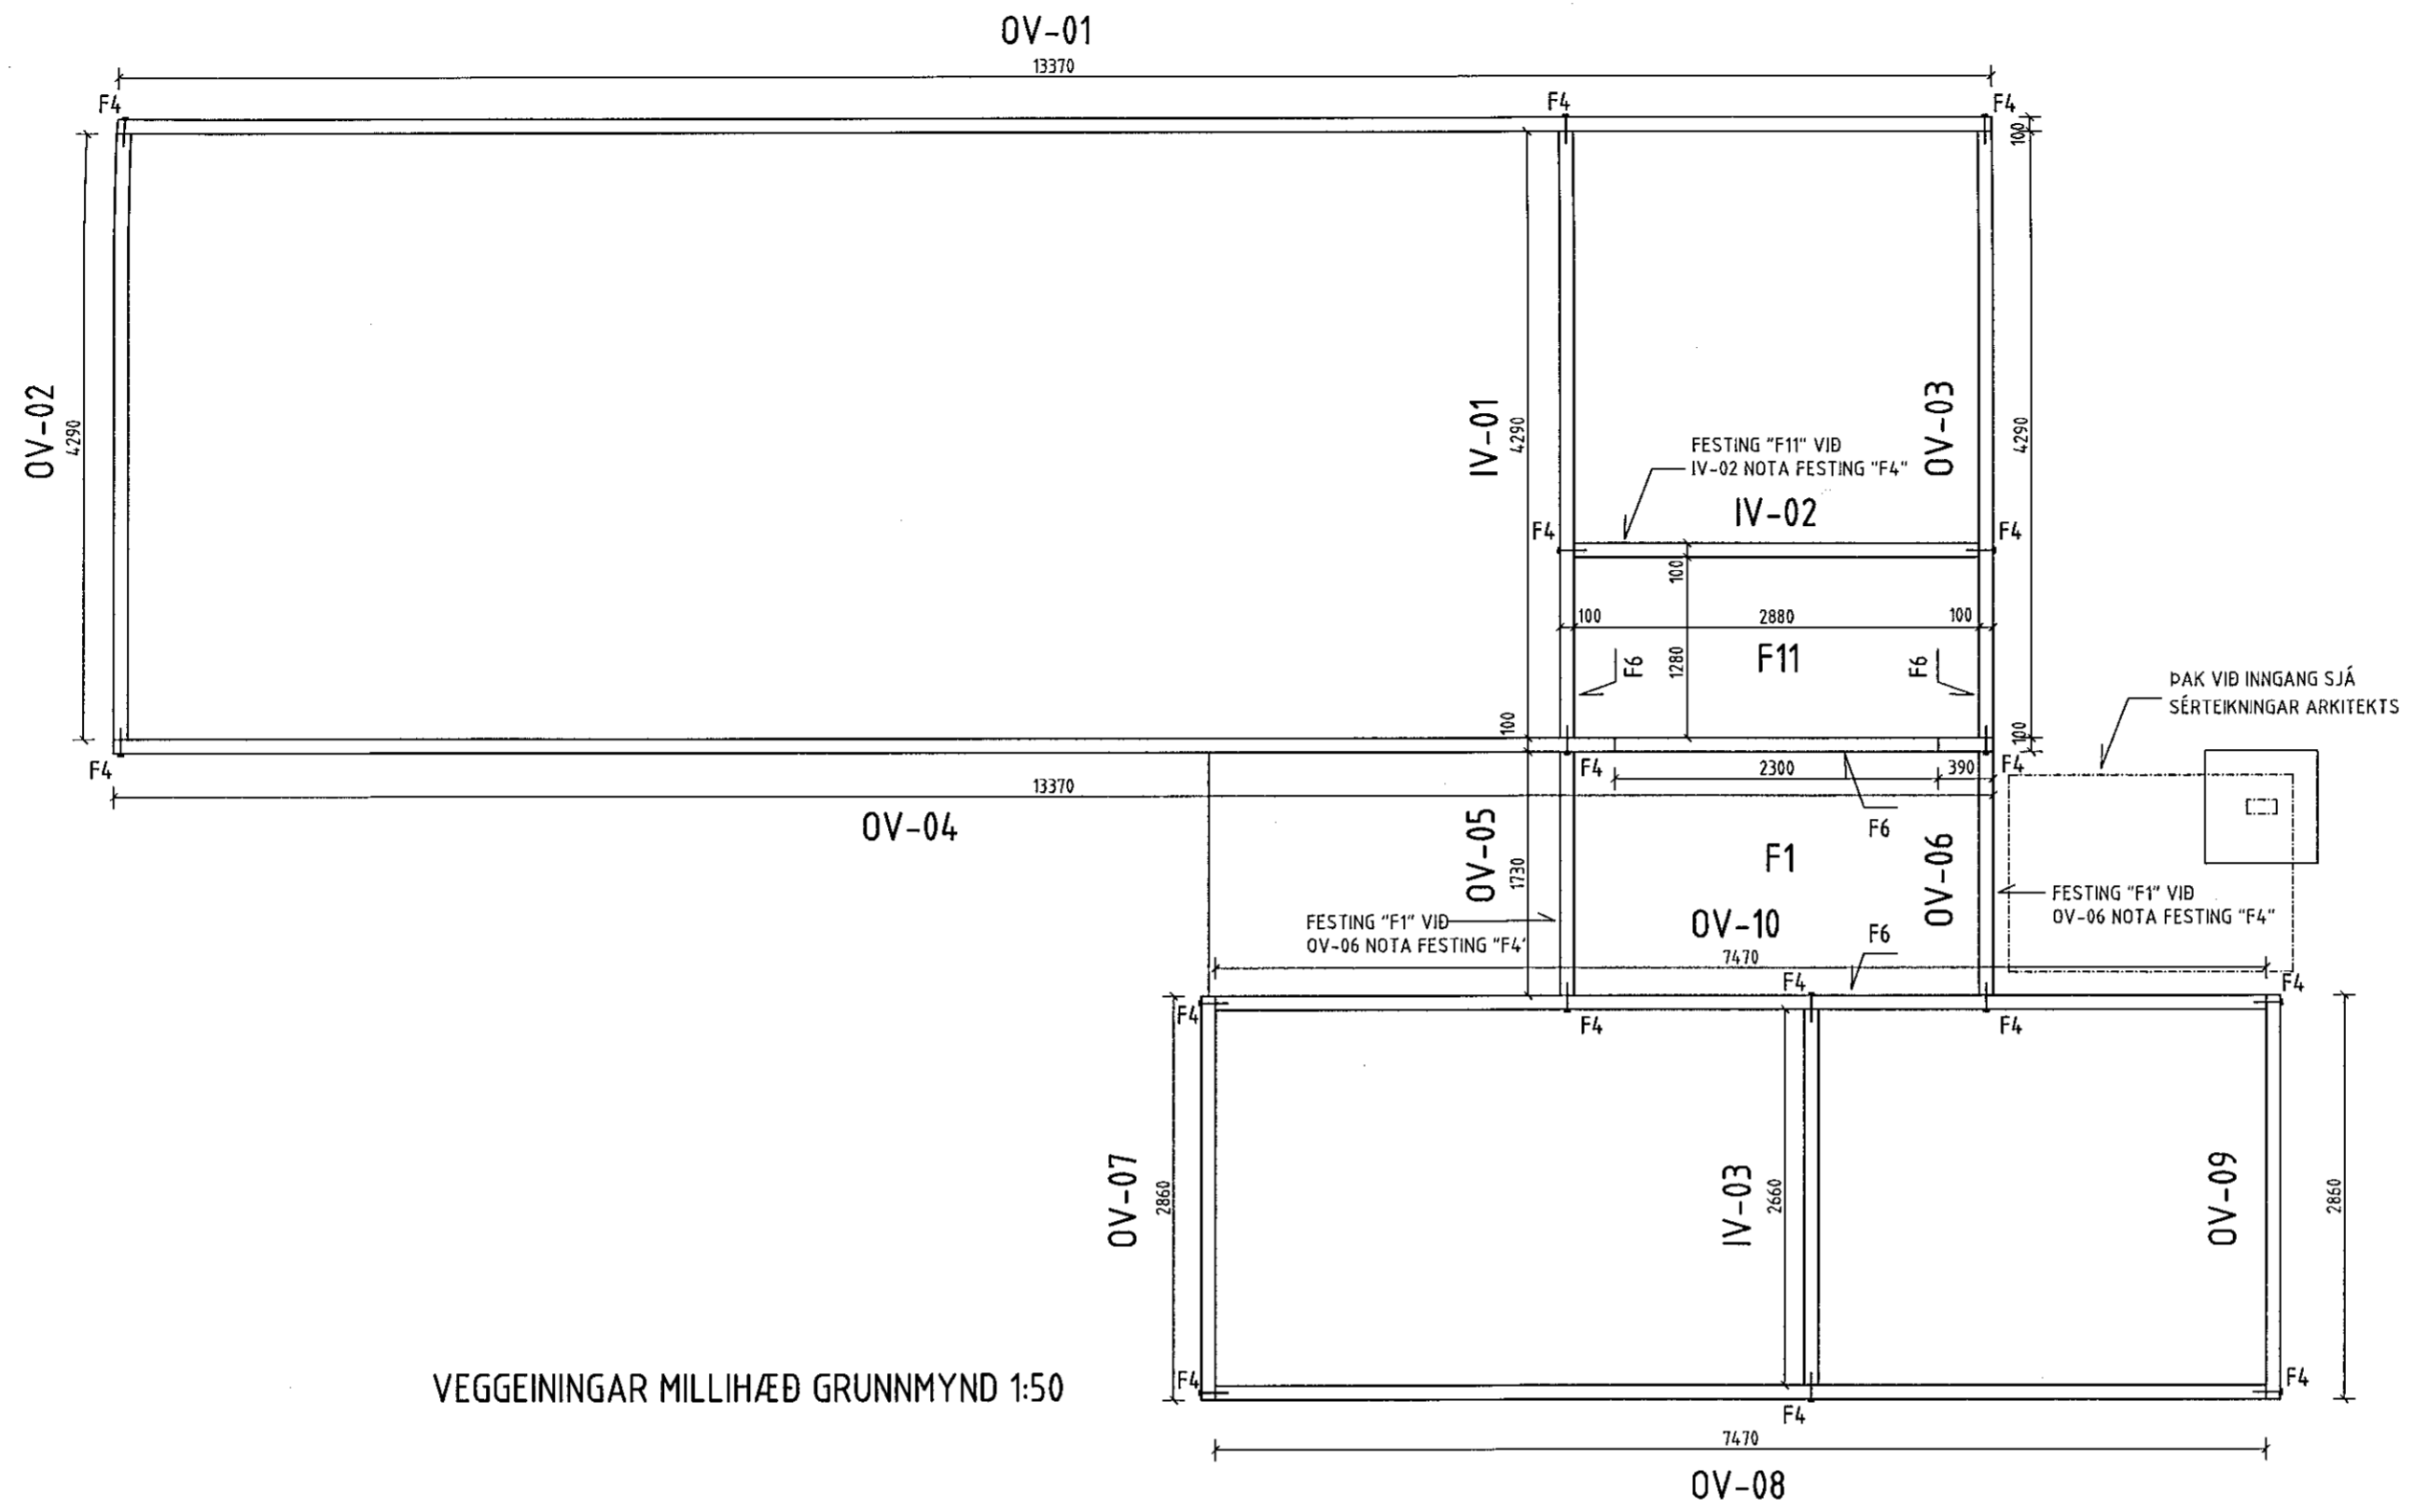 OV-01
13370
F4
F4
F4
100
OV-02
4290
IV-01
4290
OV-03
4290
FESTING "F11" VIÐ
IV-02 NOTA FESTING "F4"
IV-02
F4
F4
100
100
2880
100
F6
1280
F11
F6
ÞAK VIÐ INNGANG SJÁ
SÉRTEIKNINGAR ARKITEKTS
100
100
F4
F4
2300
390
F4
13370
OV-04
F6
OV-05
1730
F1
OV-06
FESTING "F1" VIÐ
OV-06 NOTA FESTING "F4"
FESTING "F1" VIÐ
OV-06 NOTA FESTING "F4'
OV-10
F6
7470
F4
F4
F4
F4
F4
OV-07
2860
IV-03
2660
OV-09
2860
VEGGEININGAR MILLIHÆÐ GRUNNMYND 1:50
F4
F4
F4
7470
OV-08